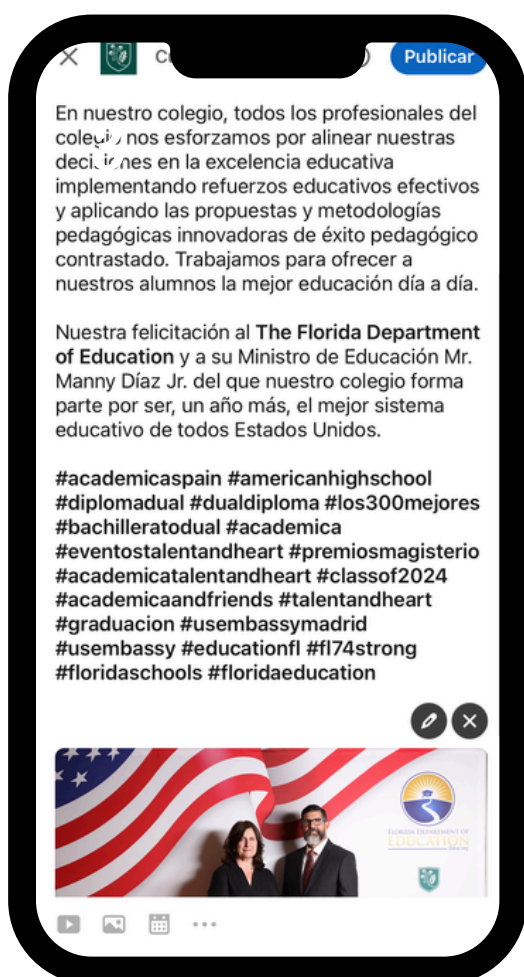 Publicar
En nuestro colegio, todos los profesionales del
colegio nos esforzamos por alinear nuestras
decisiones en la excelencia educativa
implementando refuerzos educativos efectivos
y aplicando las propuestas y metodologías
pedagógicas innovadoras de éxito pedagógico
contrastado. Trabajamos para ofrecer a
nuestros alumnos la mejor educación día a día.
Nuestra felicitación al The Florida Department
of Education y a su Ministro de Educación Mr.
Manny Díaz Jr. del que nuestro colegio forma
parte por ser, un año más, el mejor sistema
educativo de todos Estados Unidos.
#academicaspain #americanhighschool
#diplomadual #dualdiploma #los300mejores
#bachilleratodual #academica
#eventostalentandheart #premiosmagisterio
#academicatalentandheart #classof2024
#academicaandfriends #talentandheart
#graduacion #usembassymadrid
#usembassy #educationfl #fl74strong
#floridaschools #floridaeducation
FLORIDA DEPARTMENT OF
EDUCATION